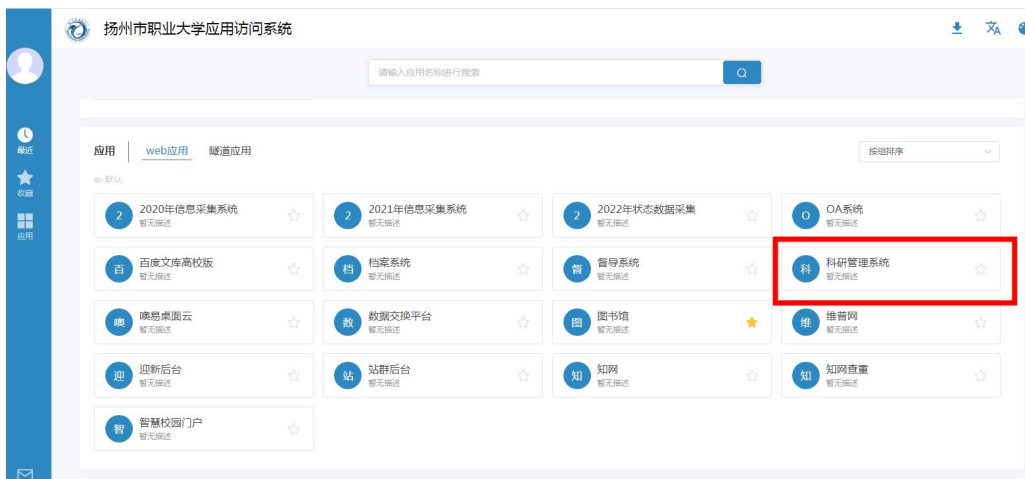 扬州市职业大学应用访问系统
请输入应用名称进行搜索
最近
收藏
应用
应用 web应用 隧道应用
按组排序
默认
2 2020年信息采集系统
暂无描述
2 2021年信息采集系统
暂无描述
2 2022年状态数据采集
暂无描述
O OA系统
暂无描述
百 百度文库高校版
暂无描述
档 档案系统
暂无描述
督 督导系统
暂无描述
科 科研管理系统
暂无描述
噢 噢易桌面云
暂无描述
数 数据交换平台
暂无描述
图 图书馆
暂无描述
维 维普网
暂无描述
迎 迎新后台
暂无描述
站 站群后台
暂无描述
知 知网
暂无描述
知 知网查重
暂无描述
智 智慧校园门户
暂无描述